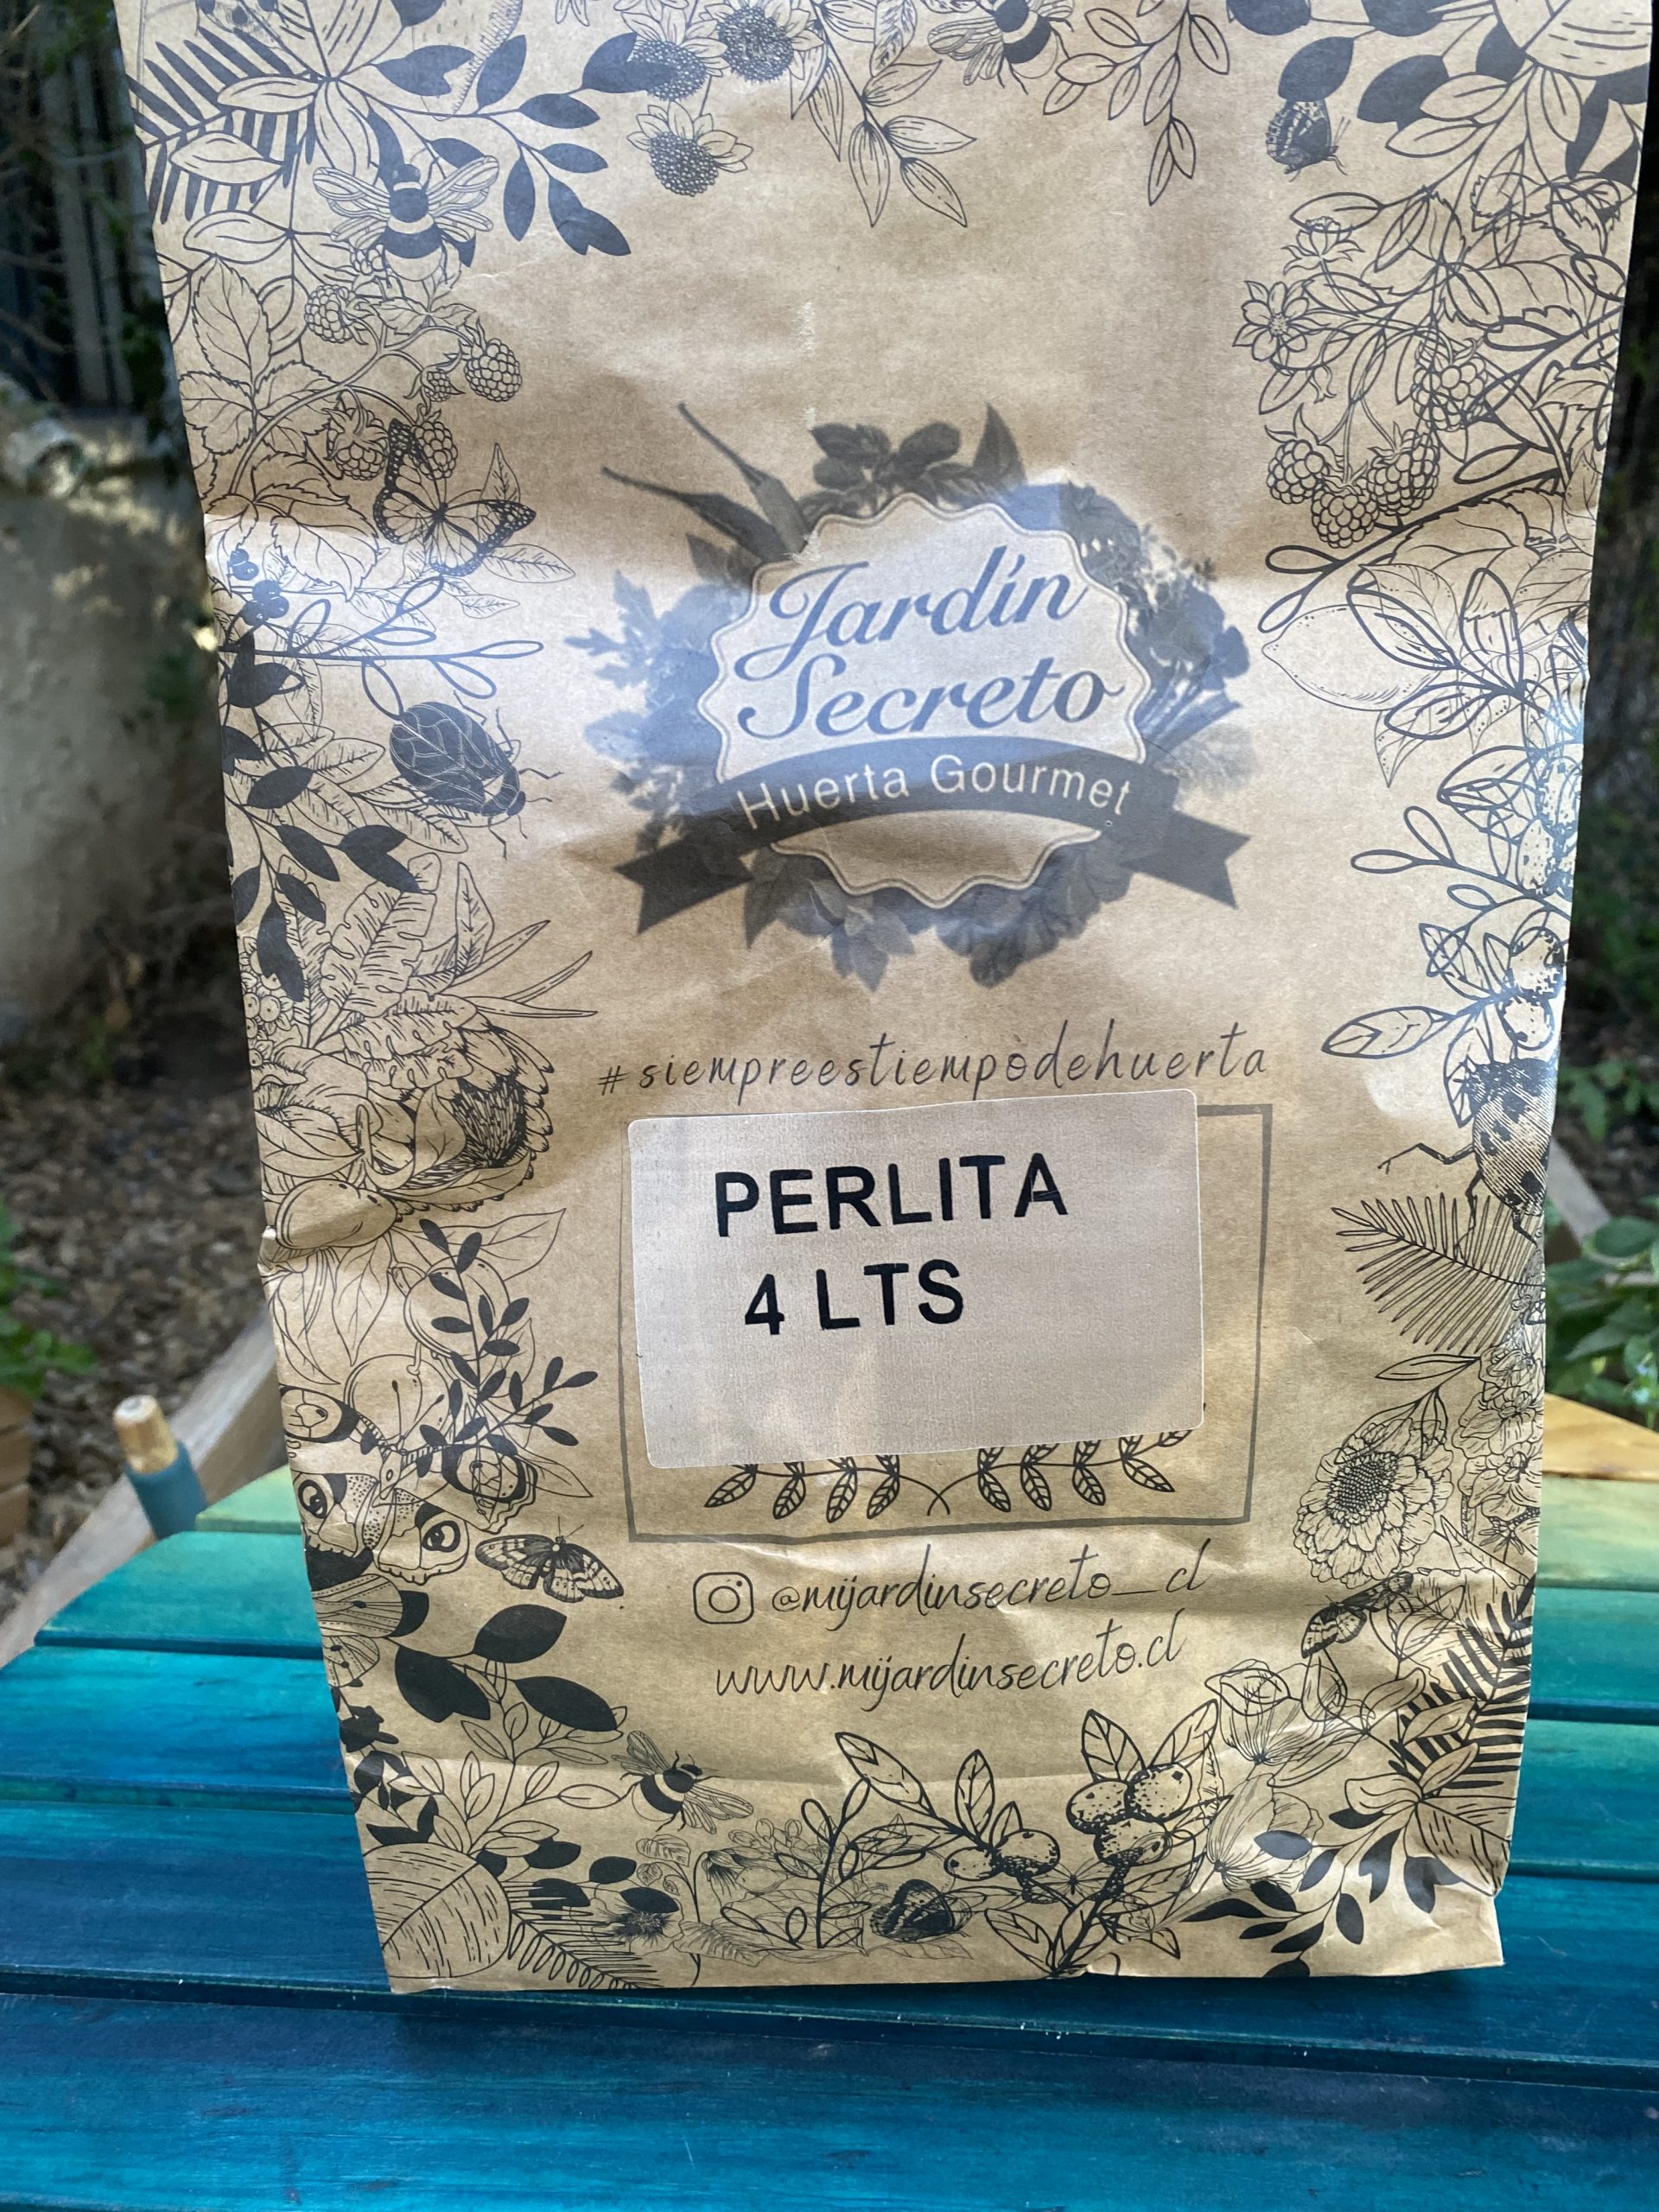 Jardín
Secreto
Huerta Gourmet
#siempreestiempodehuerta
PERLITA
4 LTS
@mijardinsecreto_cl
www.mijardinsecreto.cl